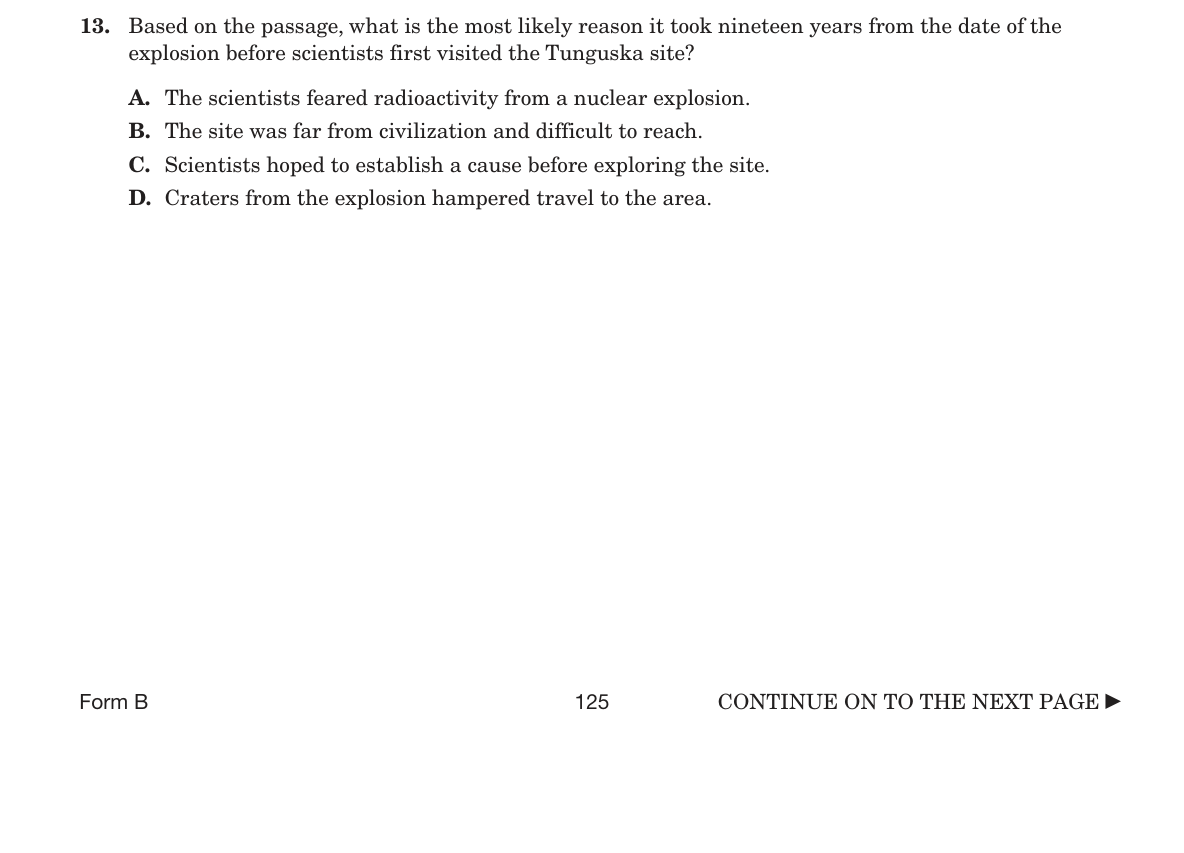 13. Based on the passage, what is the most likely reason it took nineteen years from the date of the
explosion before scientists first visited the Tunguska site?
A. The scientists feared radioactivity from a nuclear explosion.
B. The site was far from civilization and difficult to reach.
C. Scientists hoped to establish a cause before exploring the site.
D. Craters from the explosion hampered travel to the area.
Form B 125 CONTINUE ON TO THE NEXT PAGE ►